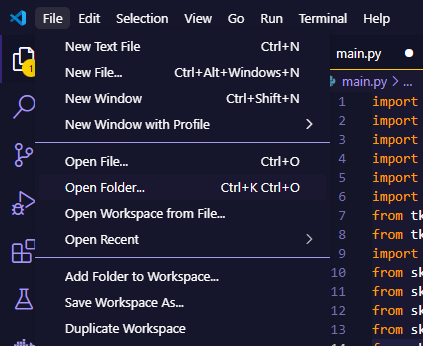 File Edit Selection View Go Run Terminal Help
New Text File Ctrl+N
New File... Ctrl+Alt+Windows+N
New Window Ctrl+Shift+N
New Window with Profile
Open File... Ctrl+O
Open Folder... Ctrl+K Ctrl+O
Open Workspace from File...
Open Recent
Add Folder to Workspace...
Save Workspace As...
Duplicate Workspace
1
main.py
main.py > ...
1 import
2 import
3 import
4 import
5 import
6 import
7 from tk
8 from tk
9 import
10 from sk
11 from sk
12 from sk
13 from sk
14